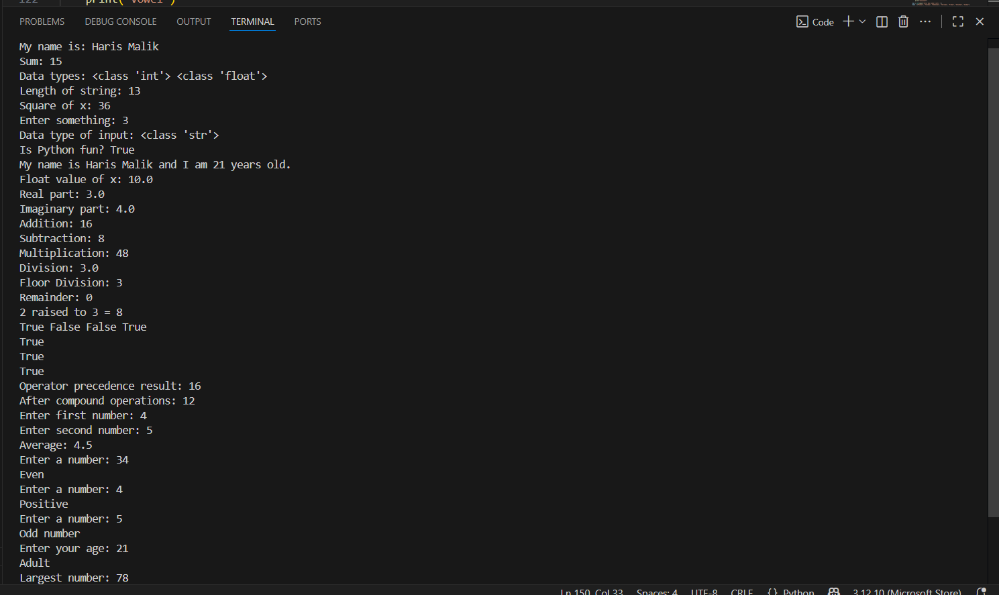 122 print("Vowel")
PROBLEMS DEBUG CONSOLE OUTPUT TERMINAL PORTS Code
My name is: Haris Malik
Sum: 15
Data types: <class 'int'> <class 'float'>
Length of string: 13
Square of x: 36
Enter something: 3
Data type of input: <class 'str'>
Is Python fun? True
My name is Haris Malik and I am 21 years old.
Float value of x: 10.0
Real part: 3.0
Imaginary part: 4.0
Addition: 16
Subtraction: 8
Multiplication: 48
Division: 3.0
Floor Division: 3
Remainder: 0
2 raised to 3 = 8
True False False True
True
True
True
Operator precedence result: 16
After compound operations: 12
Enter first number: 4
Enter second number: 5
Average: 4.5
Enter a number: 34
Even
Enter a number: 4
Positive
Enter a number: 5
Odd number
Enter your age: 21
Adult
Largest number: 78
Ln 150, Col 33 Spaces: 4 UTF-8 CRLF {} Python 3.12.10 (Microsoft Store)